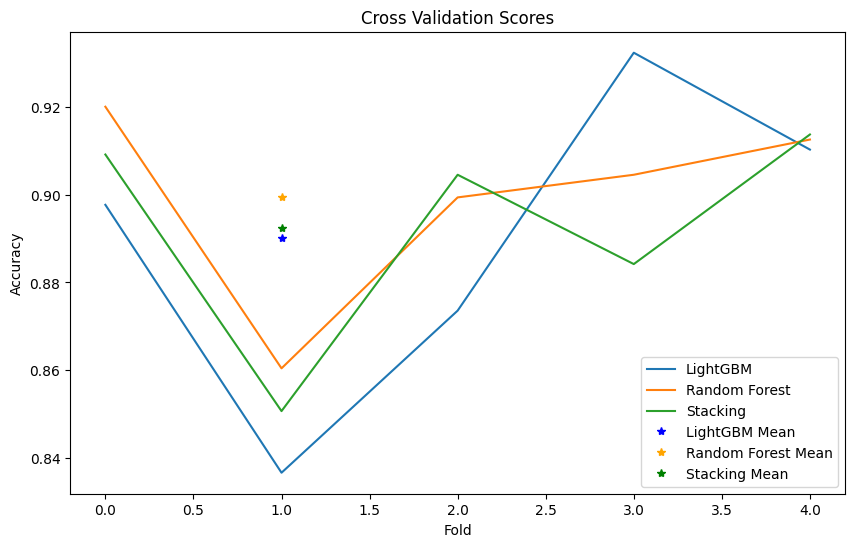 Cross Validation Scores
Accuracy
0.92
0.90
0.88
0.86
0.84
0.0 0.5 1.0 1.5 2.0 2.5 3.0 3.5 4.0
Fold
LightGBM
Random Forest
Stacking
LightGBM Mean
Random Forest Mean
Stacking Mean